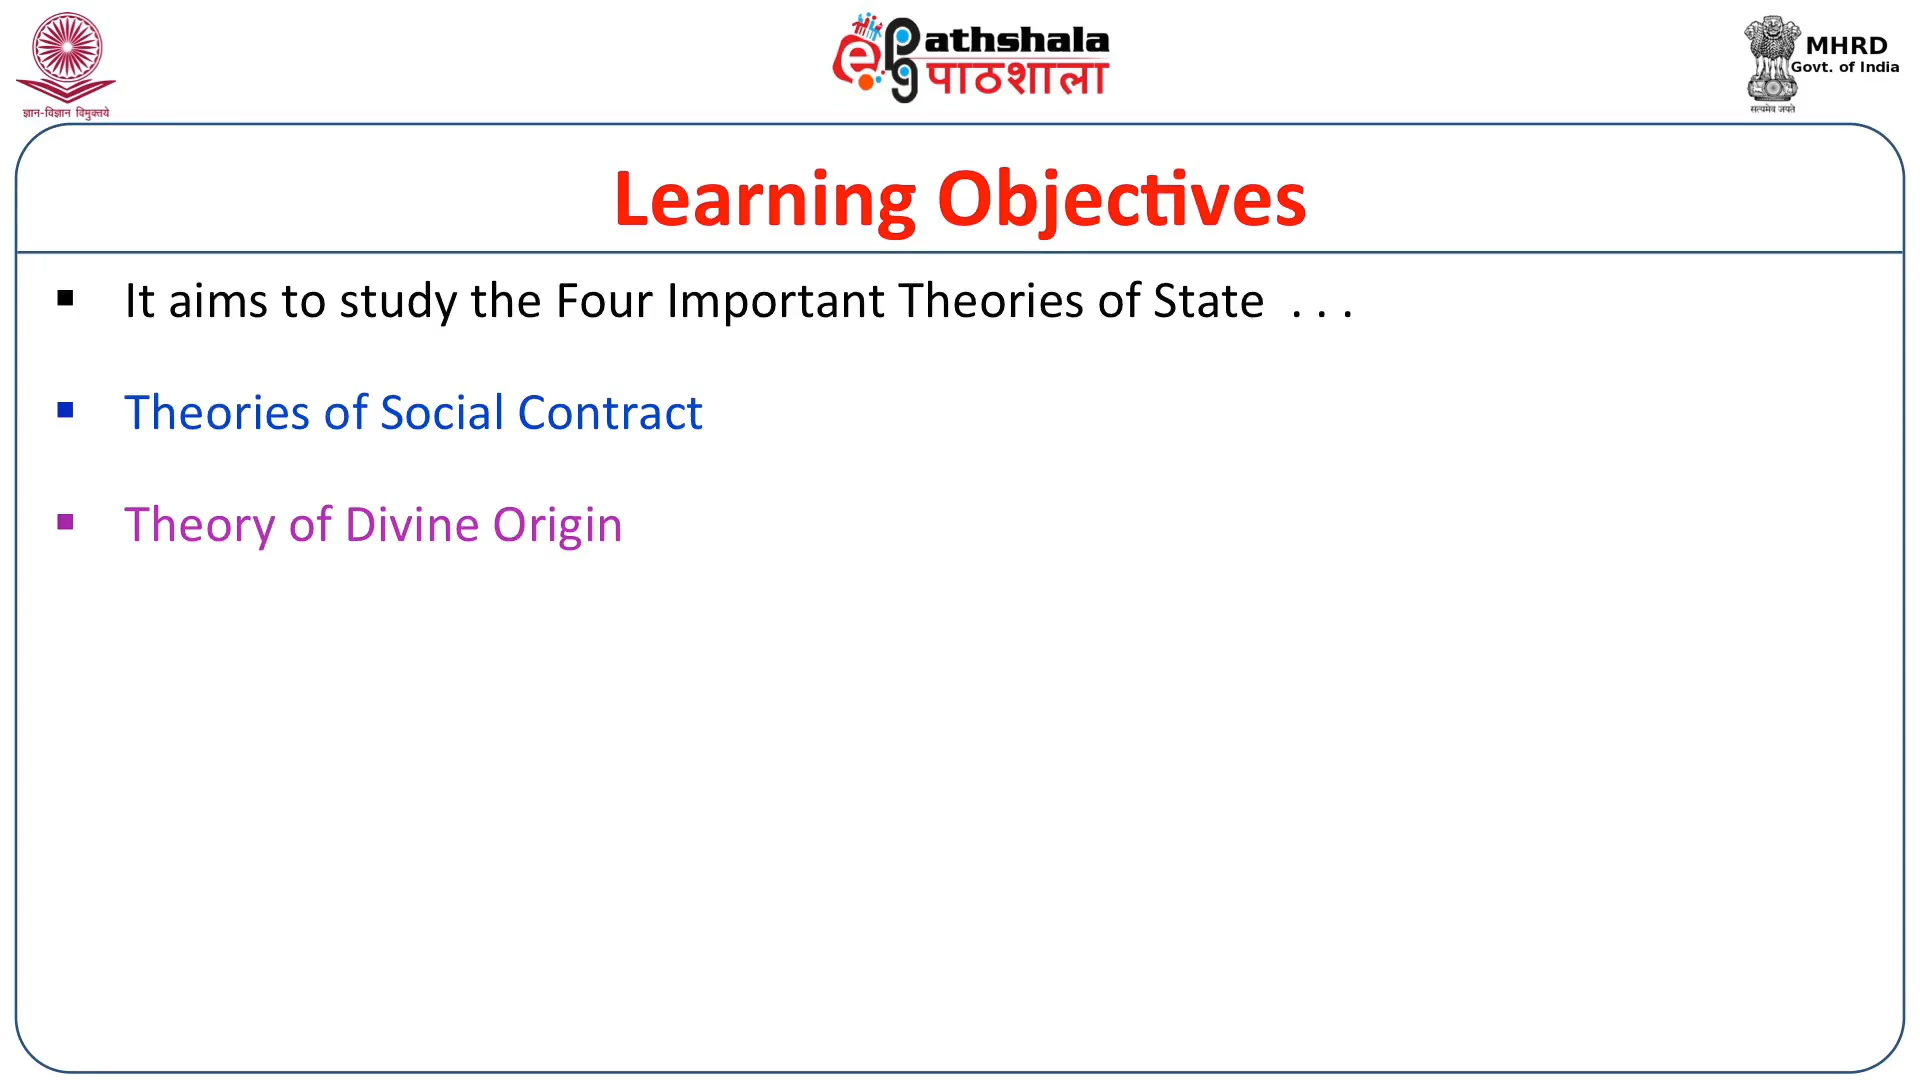 ज्ञान-विज्ञान विमुक्तये
ePathshala
पाठशाला
MHRD
Govt. of India
सत्यमेव जयते
Learning Objectives
▪ It aims to study the Four Important Theories of State . . .
▪ Theories of Social Contract
▪ Theory of Divine Origin